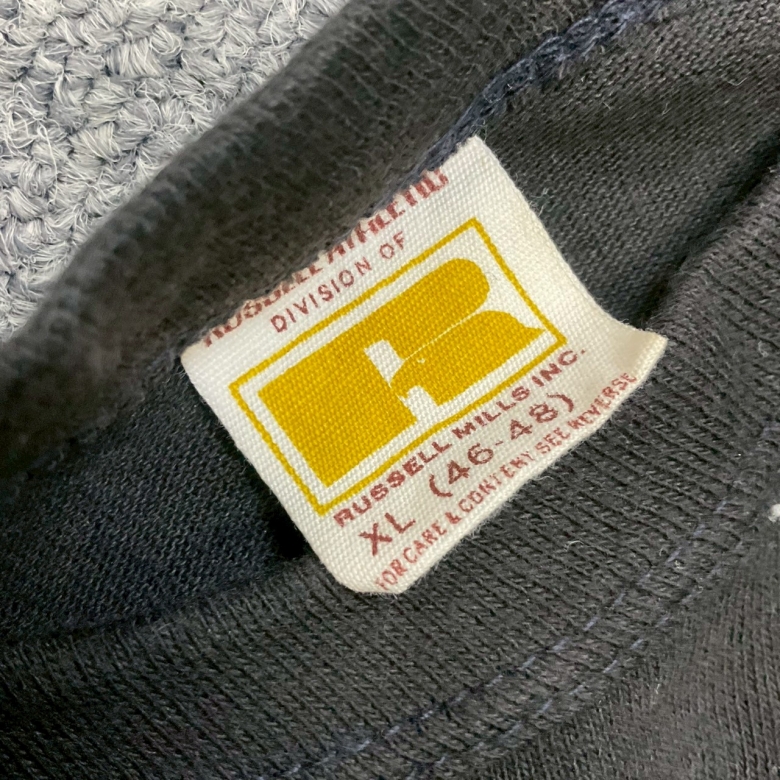 RUSSELL ATHLETIC
DIVISION OF
R
RUSSELL MILLS INC.
XL (46-48)
FOR CARE & CONTENT SEE REVERSE